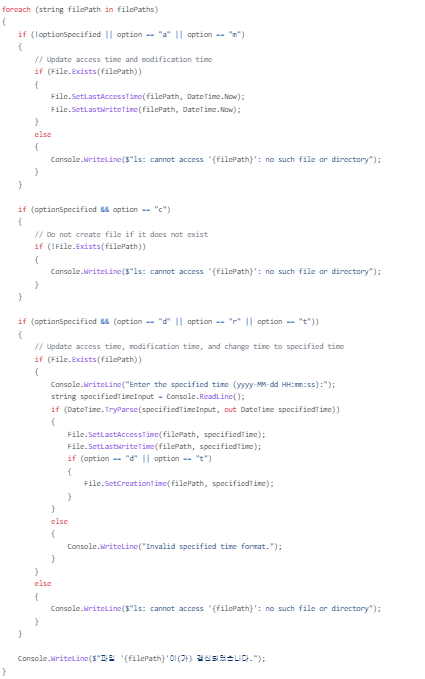 foreach (string filePath in filePaths)
{
    if (!optionSpecified || option == "a" || option == "m")
    {
        // Update access time and modification time
        if (File.Exists(filePath))
        {
            File.SetLastAccessTime(filePath, DateTime.Now);
            File.SetLastWriteTime(filePath, DateTime.Now);
        }
        else
        {
            Console.WriteLine($"ls: cannot access '{filePath}': no such file or directory");
        }
    }

    if (optionSpecified && option == "c")
    {
        // Do not create file if it does not exist
        if (!File.Exists(filePath))
        {
            Console.WriteLine($"ls: cannot access '{filePath}': no such file or directory");
        }
    }

    if (optionSpecified && (option == "d" || option == "r" || option == "t"))
    {
        // Update access time, modification time, and change time to specified time
        if (File.Exists(filePath))
        {
            Console.WriteLine("Enter the specified time (yyyy-MM-dd HH:mm:ss):");
            string specifiedTimeInput = Console.ReadLine();
            if (DateTime.TryParse(specifiedTimeInput, out DateTime specifiedTime))
            {
                File.SetLastAccessTime(filePath, specifiedTime);
                File.SetLastWriteTime(filePath, specifiedTime);
                if (option == "d" || option == "t")
                {
                    File.SetCreationTime(filePath, specifiedTime);
                }
            }
            else
            {
                Console.WriteLine("Invalid specified time format.");
            }
        }
        else
        {
            Console.WriteLine($"ls: cannot access '{filePath}': no such file or directory");
        }
    }

    Console.WriteLine($"파일 '{filePath}'이(가) 갱신되었습니다.");
}